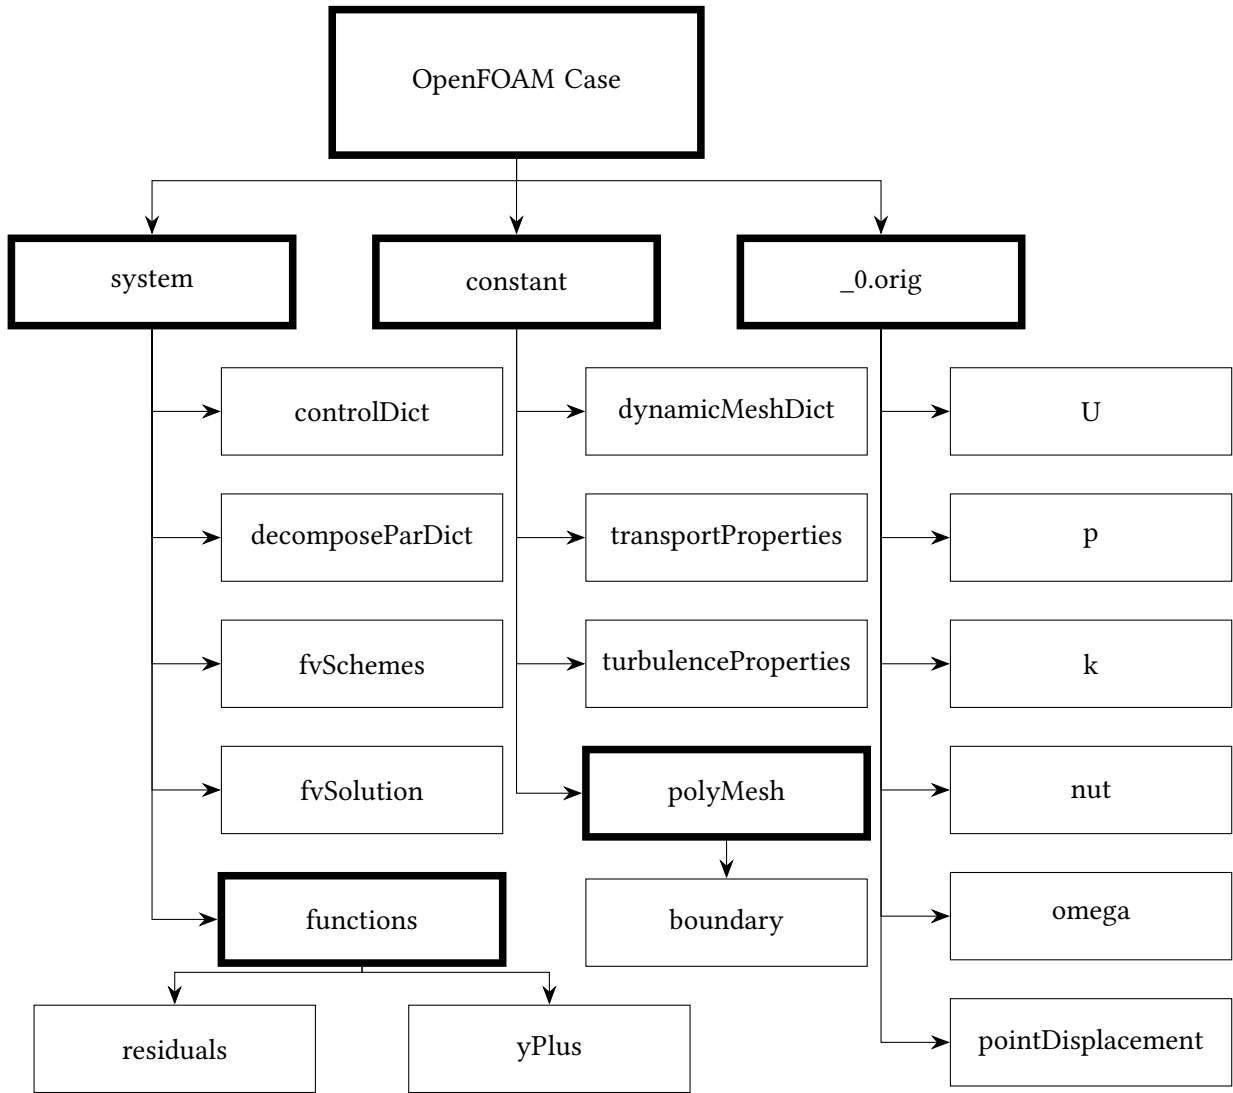 OpenFOAM Case
system
constant
_0.orig
controlDict
dynamicMeshDict
U
decomposeParDict
transportProperties
p
fvSchemes
turbulenceProperties
k
fvSolution
polyMesh
nut
functions
boundary
omega
residuals
yPlus
pointDisplacement